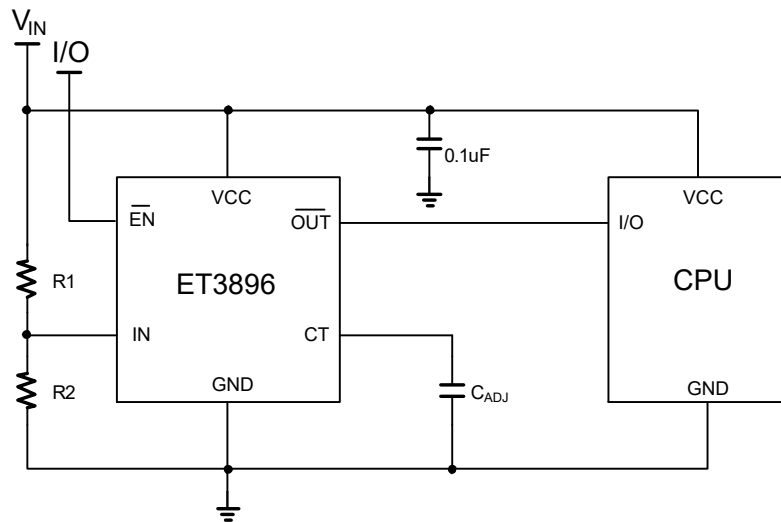 VIN
I/O
0.1uF
VCC
VCC
EN
OUT
I/O
R1
ET3896
CPU
IN
CT
R2
GND
CADJ
GND